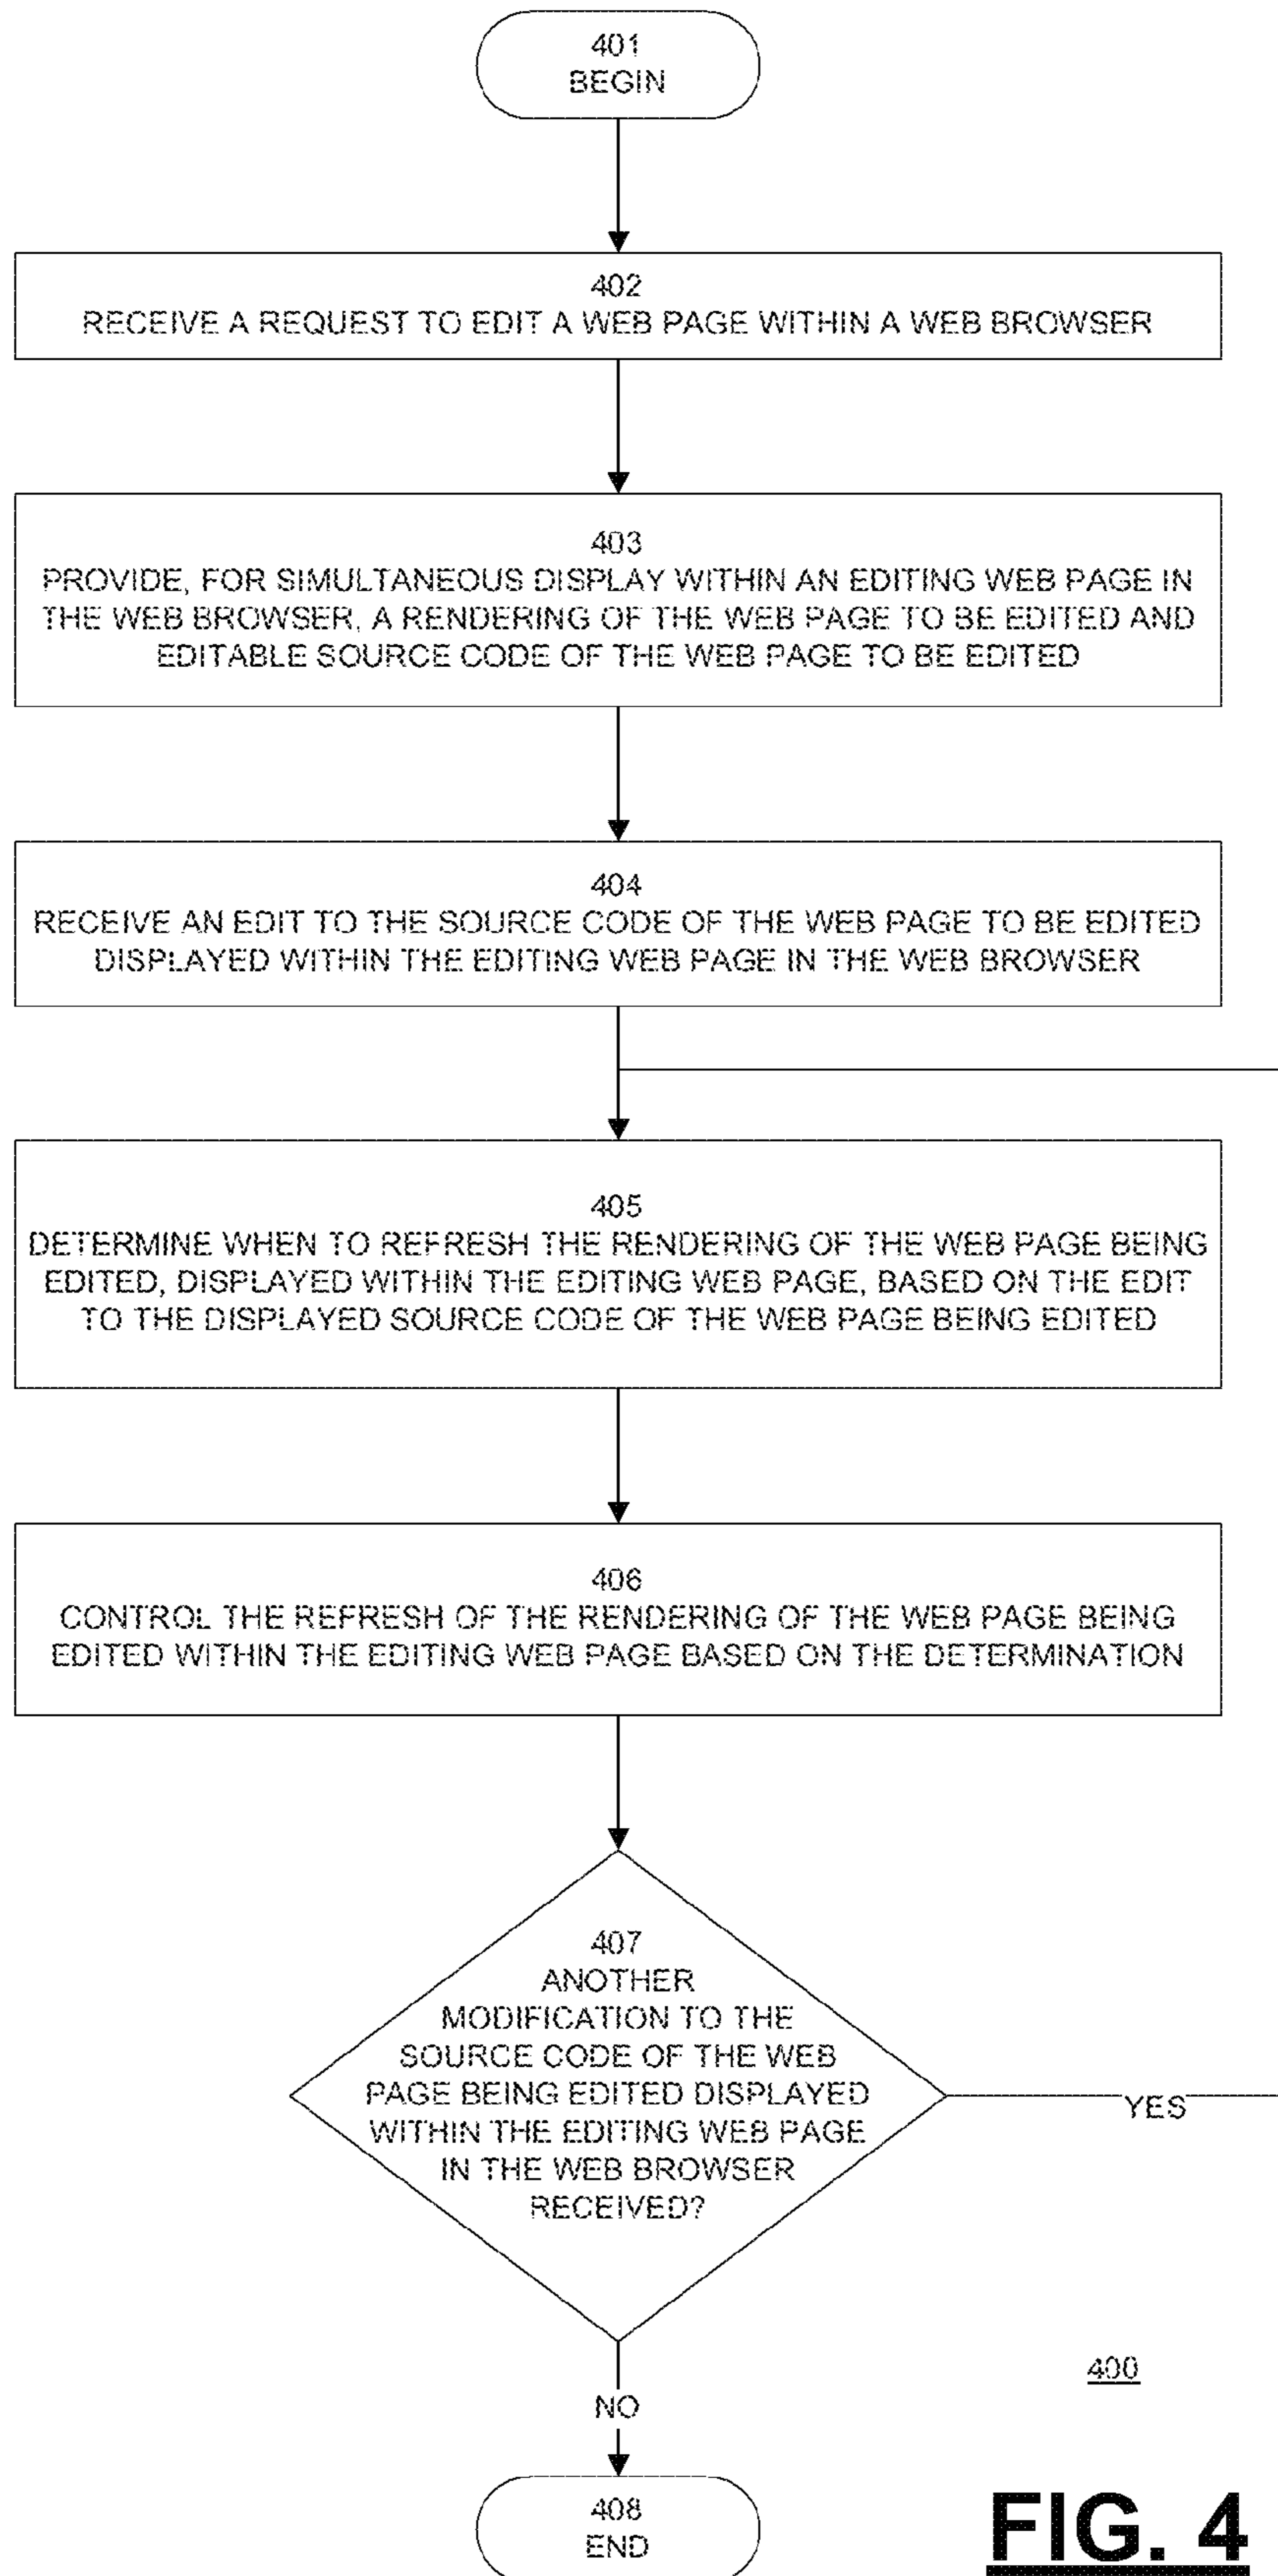 401
BEGIN
402
RECEIVE A REQUEST TO EDIT A WEB PAGE WITHIN A WEB BROWSER
403
PROVIDE, FOR SIMULTANEOUS DISPLAY WITHIN AN EDITING WEB PAGE IN
THE WEB BROWSER, A RENDERING OF THE WEB PAGE TO BE EDITED AND
EDITABLE SOURCE CODE OF THE WEB PAGE TO BE EDITED
404
RECEIVE AN EDIT TO THE SOURCE CODE OF THE WEB PAGE TO BE EDITED
DISPLAYED WITHIN THE EDITING WEB PAGE IN THE WEB BROWSER
405
DETERMINE WHEN TO REFRESH THE RENDERING OF THE WEB PAGE BEING
EDITED, DISPLAYED WITHIN THE EDITING WEB PAGE, BASED ON THE EDIT
TO THE DISPLAYED SOURCE CODE OF THE WEB PAGE BEING EDITED
406
CONTROL THE REFRESH OF THE RENDERING OF THE WEB PAGE BEING
EDITED WITHIN THE EDITING WEB PAGE BASED ON THE DETERMINATION
407
ANOTHER
MODIFICATION TO THE
SOURCE CODE OF THE WEB
PAGE BEING EDITED DISPLAYED
WITHIN THE EDITING WEB PAGE
IN THE WEB BROWSER
RECEIVED?
YES
NO
400
408
END
FIG. 4